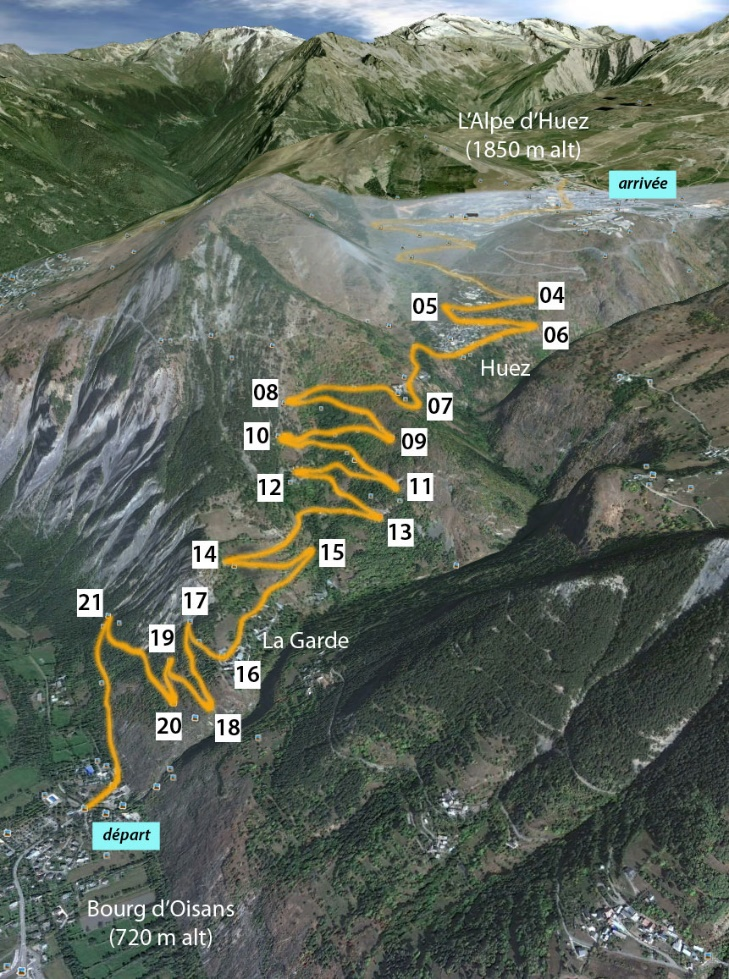 L'Alpe d'Huez
(1850 m alt)
arrivée
04
05
06
Huez
08
07
10
09
12
11
13
14
15
21
17
19
La Garde
16
20
18
départ
Bourg d'Oisans
(720 m alt)